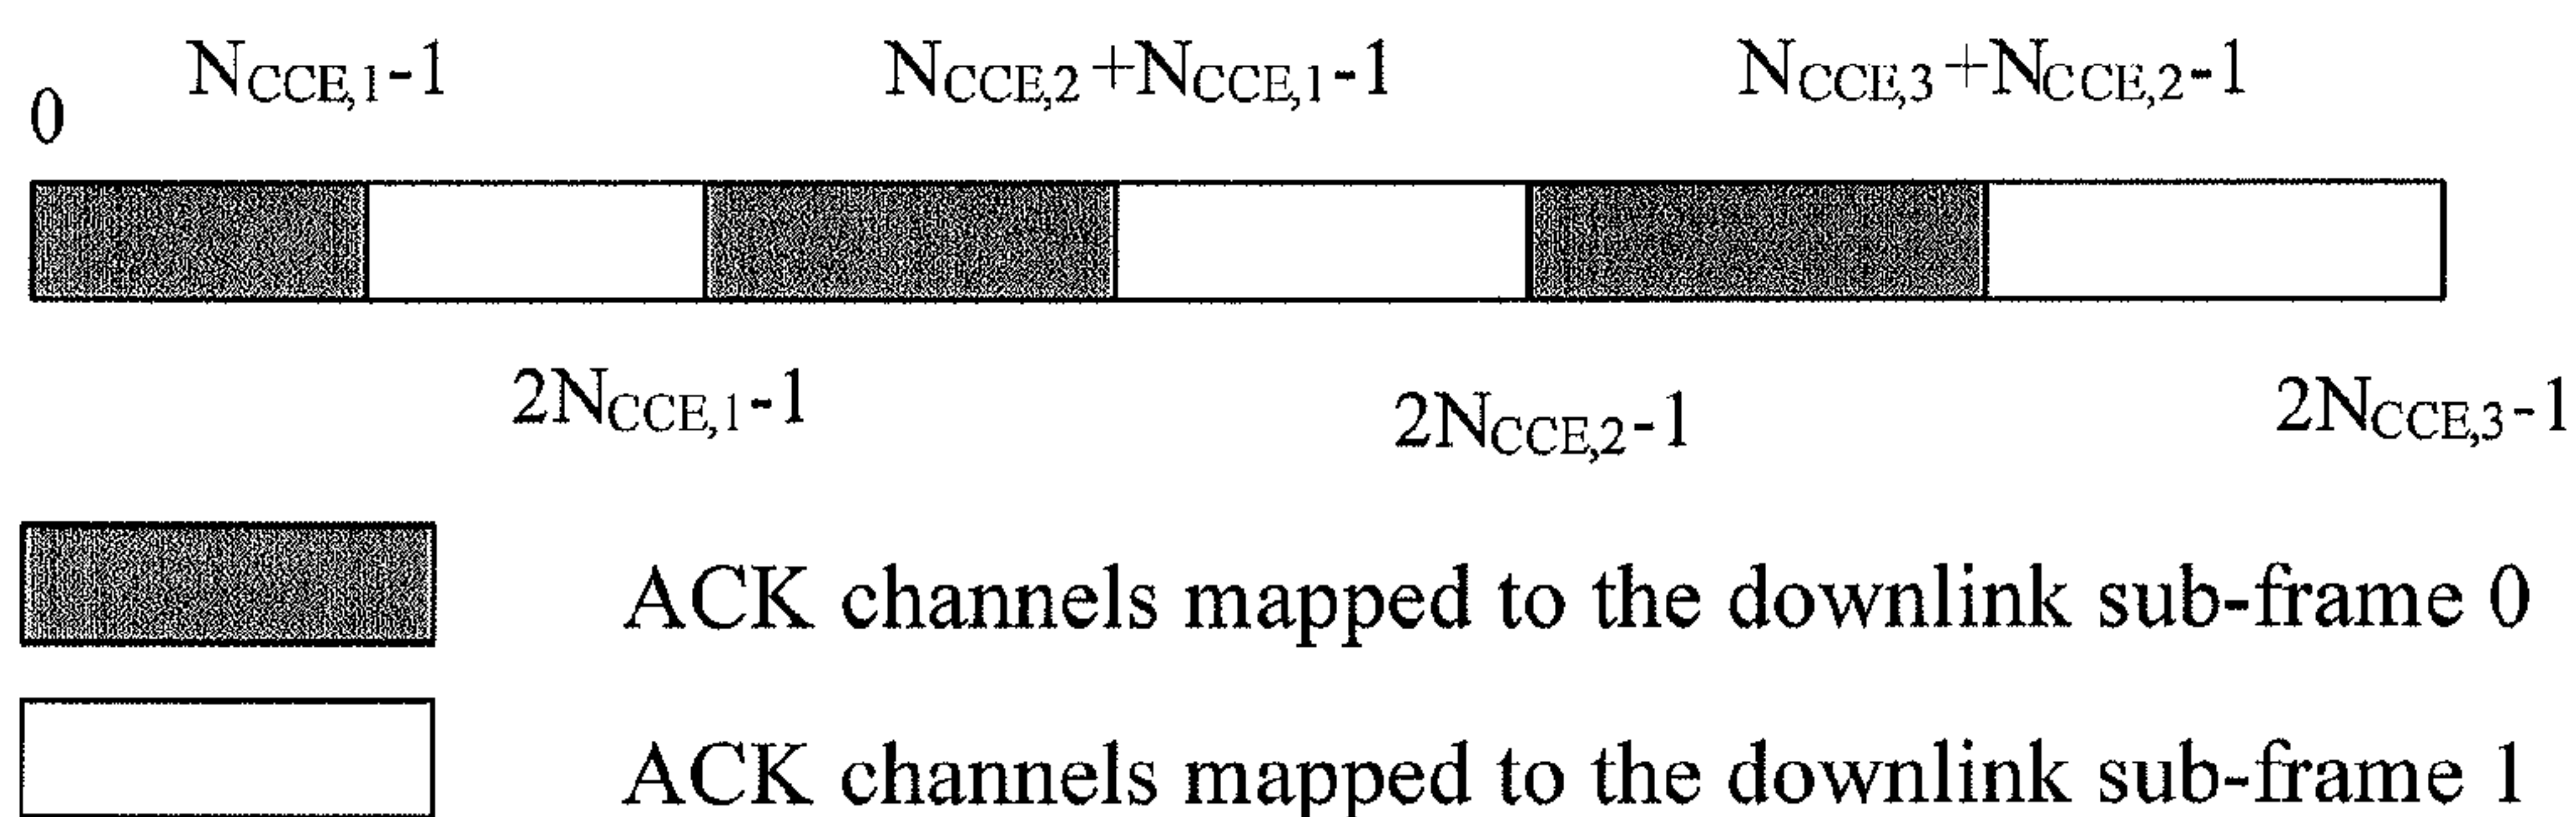 0 N_CCE,1-1 N_CCE,2+N_CCE,1-1 N_CCE,3+N_CCE,2-1
2N_CCE,1-1 2N_CCE,2-1 2N_CCE,3-1
ACK channels mapped to the downlink sub-frame 0
ACK channels mapped to the downlink sub-frame 1